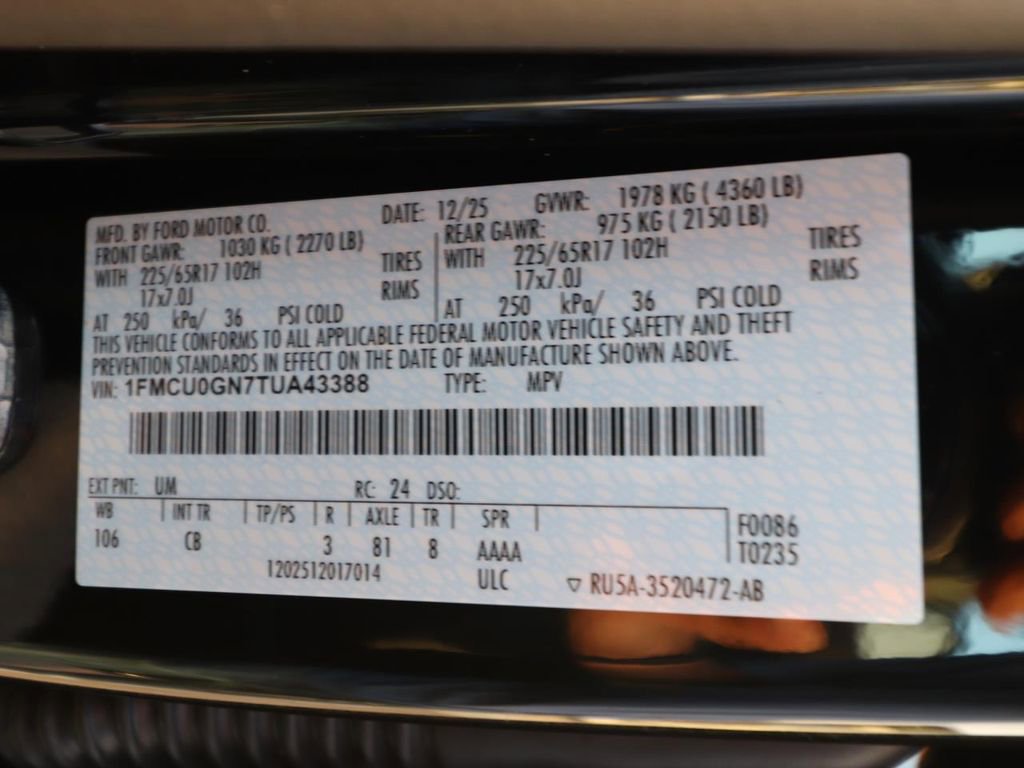 MFD. BY FORD MOTOR CO. DATE: 12/25 GVWR: 1978 KG ( 4360 LB)
FRONT GAWR: 1030 KG ( 2270 LB) REAR GAWR: 975 KG ( 2150 LB)
WITH 225/65R17 102H TIRES WITH 225/65R17 102H TIRES
17x7.0J RIMS 17x7.0J RIMS
AT 250 kPa/ 36 PSI COLD AT 250 kPa/ 36 PSI COLD
THIS VEHICLE CONFORMS TO ALL APPLICABLE FEDERAL MOTOR VEHICLE SAFETY AND THEFT
PREVENTION STANDARDS IN EFFECT ON THE DATE OF MANUFACTURE SHOWN ABOVE.
VIN: 1FMCU0GN7TUA43388 TYPE: MPV
EXT PNT: UM RC: 24 DSO:
WB INT TR TP/PS R AXLE TR SPR F0086
106 CB 3 81 8 AAAA T0235
1202512017014 ULC ▽ RU5A-3520472-AB